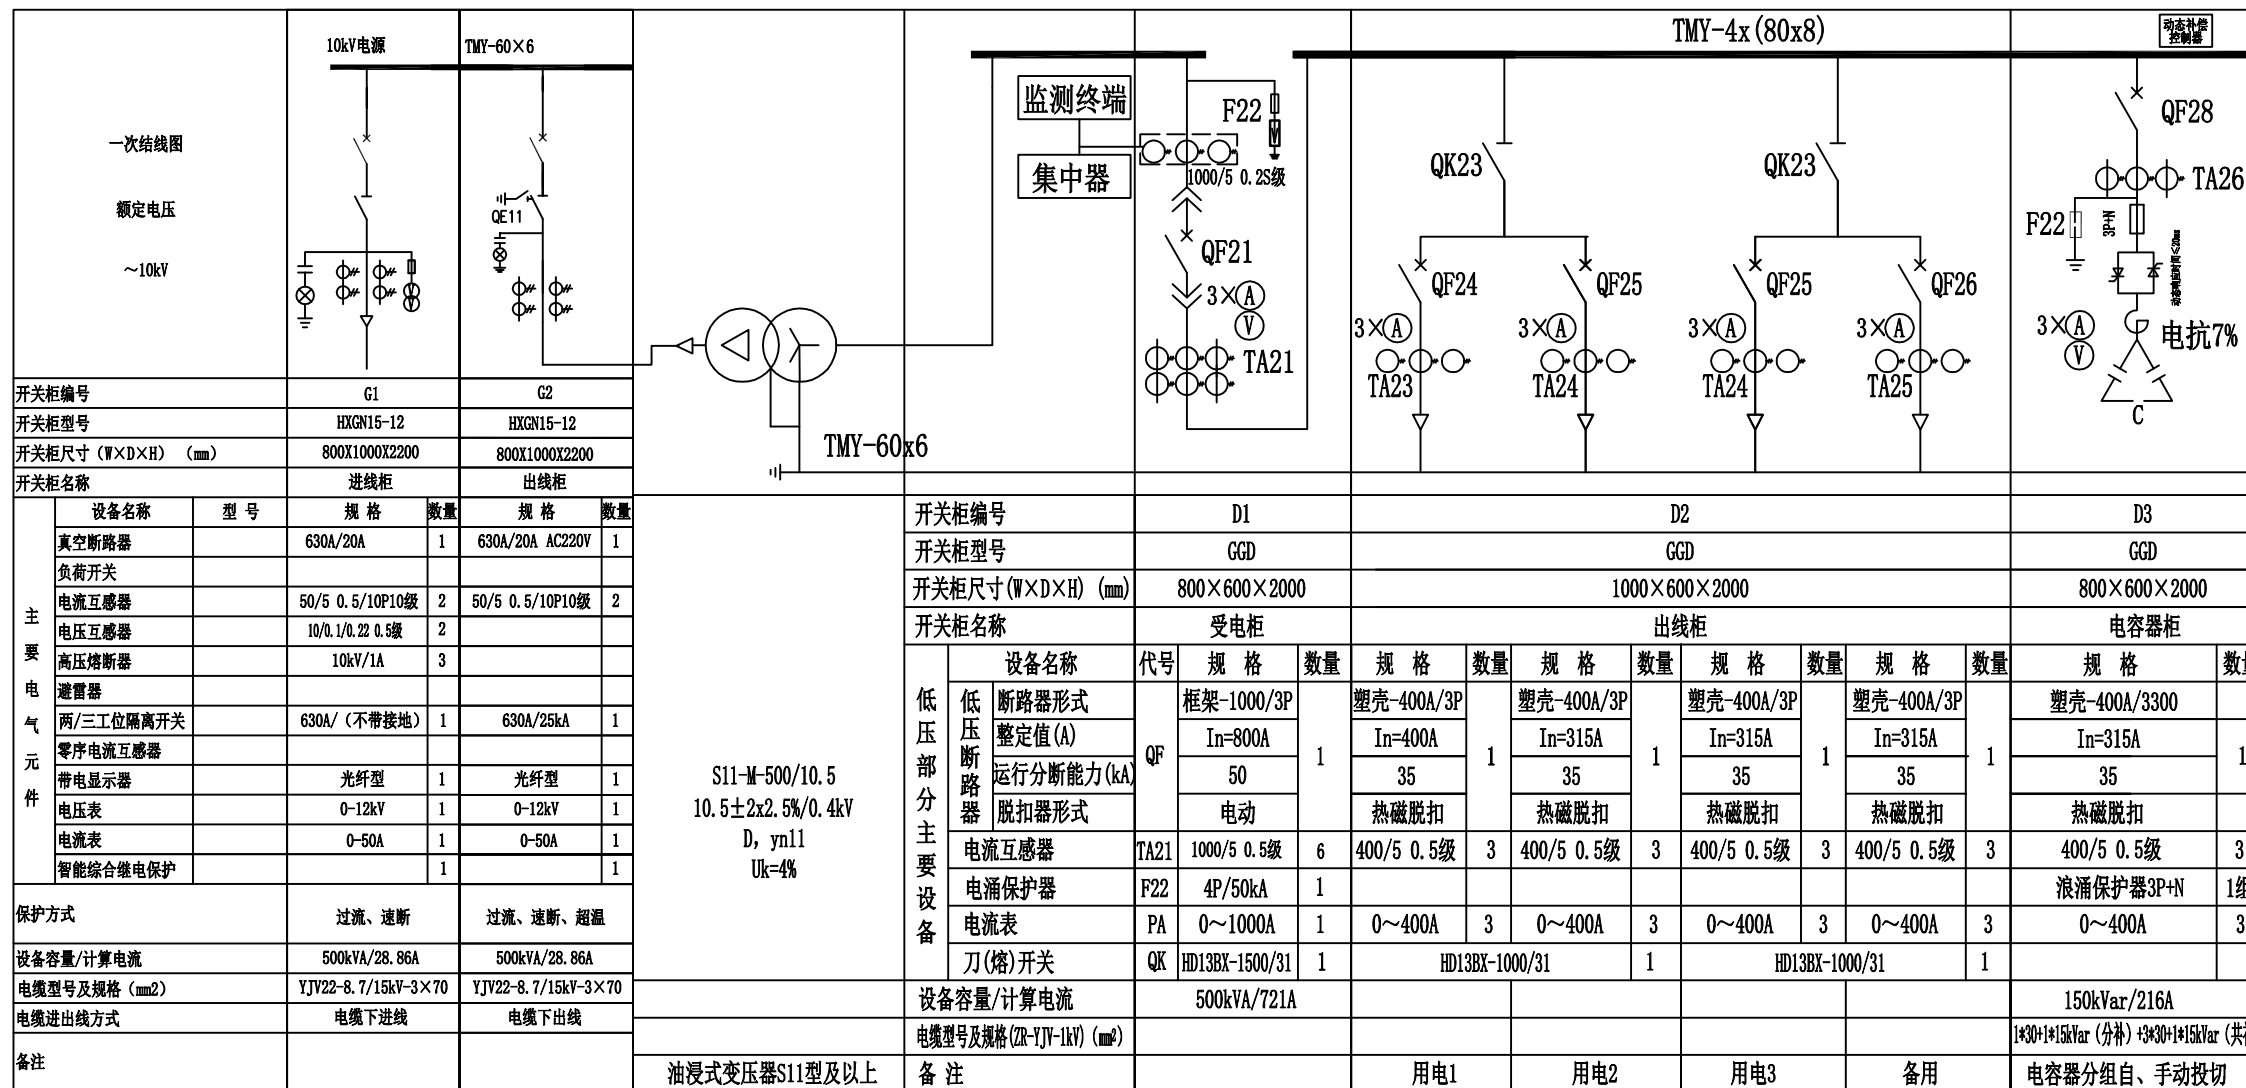 10kV电源 TMY-60×6 TMY-4x(80x8) 动态补偿
控制器
一次结线图
额定电压
～10kV
QE11
监测终端
集中器
F22
1000/5 0.2S级
QF21
3×A
V
TA21
TMY-60x6
QK23 QK23
QF24 QF25 QF25 QF26
3×A 3×A 3×A 3×A
TA23 TA24 TA24 TA25
QF28
TA26
F22
3P+N
动态响应时间≤20ms
3×A
V
电抗7%
C
开关柜编号 G1 G2
开关柜型号 HXGN15-12 HXGN15-12
开关柜尺寸（W×D×H）（mm） 800X1000X2200 800X1000X2200
开关柜名称 进线柜 出线柜
主要电气元件
设备名称 型 号 规 格 数量 规 格 数量
真空断路器 630A/20A 1 630A/20A AC220V 1
负荷开关
电流互感器 50/5 0.5/10P10级 2 50/5 0.5/10P10级 2
电压互感器 10/0.1/0.22 0.5级 2
高压熔断器 10kV/1A 3
避雷器
两/三工位隔离开关 630A/（不带接地） 1 630A/25kA 1
零序电流互感器
带电显示器 光纤型 1 光纤型 1
电压表 0-12kV 1 0-12kV 1
电流表 0-50A 1 0-50A 1
智能综合继电保护 1 1
保护方式 过流、速断 过流、速断、超温
设备容量/计算电流 500kVA/28.86A 500kVA/28.86A
电缆型号及规格（mm2） YJV22-8.7/15kV-3×70 YJV22-8.7/15kV-3×70
电缆进出线方式 电缆下进线 电缆下出线
备注
S11-M-500/10.5
10.5±2x2.5%/0.4kV
D, yn11
Uk=4%
油浸式变压器S11型及以上
开关柜编号 D1 D2 D3
开关柜型号 GGD GGD GGD
开关柜尺寸(W×D×H) (mm) 800×600×2000 1000×600×2000 800×600×2000
开关柜名称 受电柜 出线柜 电容器柜
低压部分主要设备
设备名称 代号 规 格 数量 规 格 数量 规 格 数量 规 格 数量 规 格 数量 规 格
低压断路器
断路器形式 框架-1000/3P 塑壳-400A/3P 塑壳-400A/3P 塑壳-400A/3P 塑壳-400A/3P 塑壳-400A/3300
整定值(A) In=800A In=400A In=315A In=315A In=315A In=315A
QF 1 1 1 1 1 1
运行分断能力(kA) 50 35 35 35 35 35
脱扣器形式 电动 热磁脱扣 热磁脱扣 热磁脱扣 热磁脱扣 热磁脱扣
电流互感器 TA21 1000/5 0.5级 6 400/5 0.5级 3 400/5 0.5级 3 400/5 0.5级 3 400/5 0.5级 3 400/5 0.5级 3
电涌保护器 F22 4P/50kA 1 浪涌保护器3P+N 1组
电流表 PA 0～1000A 1 0～400A 3 0～400A 3 0～400A 3 0～400A 3 0～400A 3
刀(熔)开关 QK HD13BX-1500/31 1 HD13BX-1000/31 1 HD13BX-1000/31 1
设备容量/计算电流 500kVA/721A 150kVar/216A
电缆型号及规格(ZR-YJV-1kV) (mm²) 1*30+1*15kVar（分补）+3*30+1*15kVar（共
备 注 用电1 用电2 用电3 备用 电容器分组自、手动投切